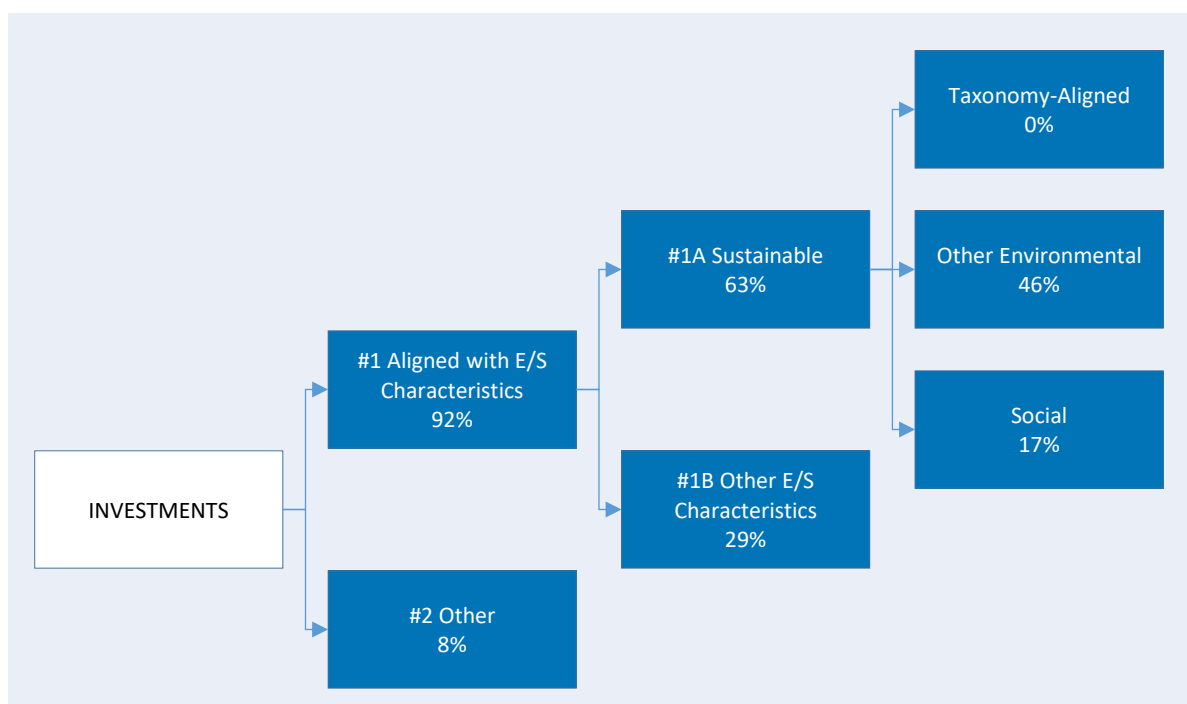 INVESTMENTS
#1 Aligned with E/S
Characteristics
92%
#2 Other
8%
#1A Sustainable
63%
#1B Other E/S
Characteristics
29%
Taxonomy-Aligned
0%
Other Environmental
46%
Social
17%